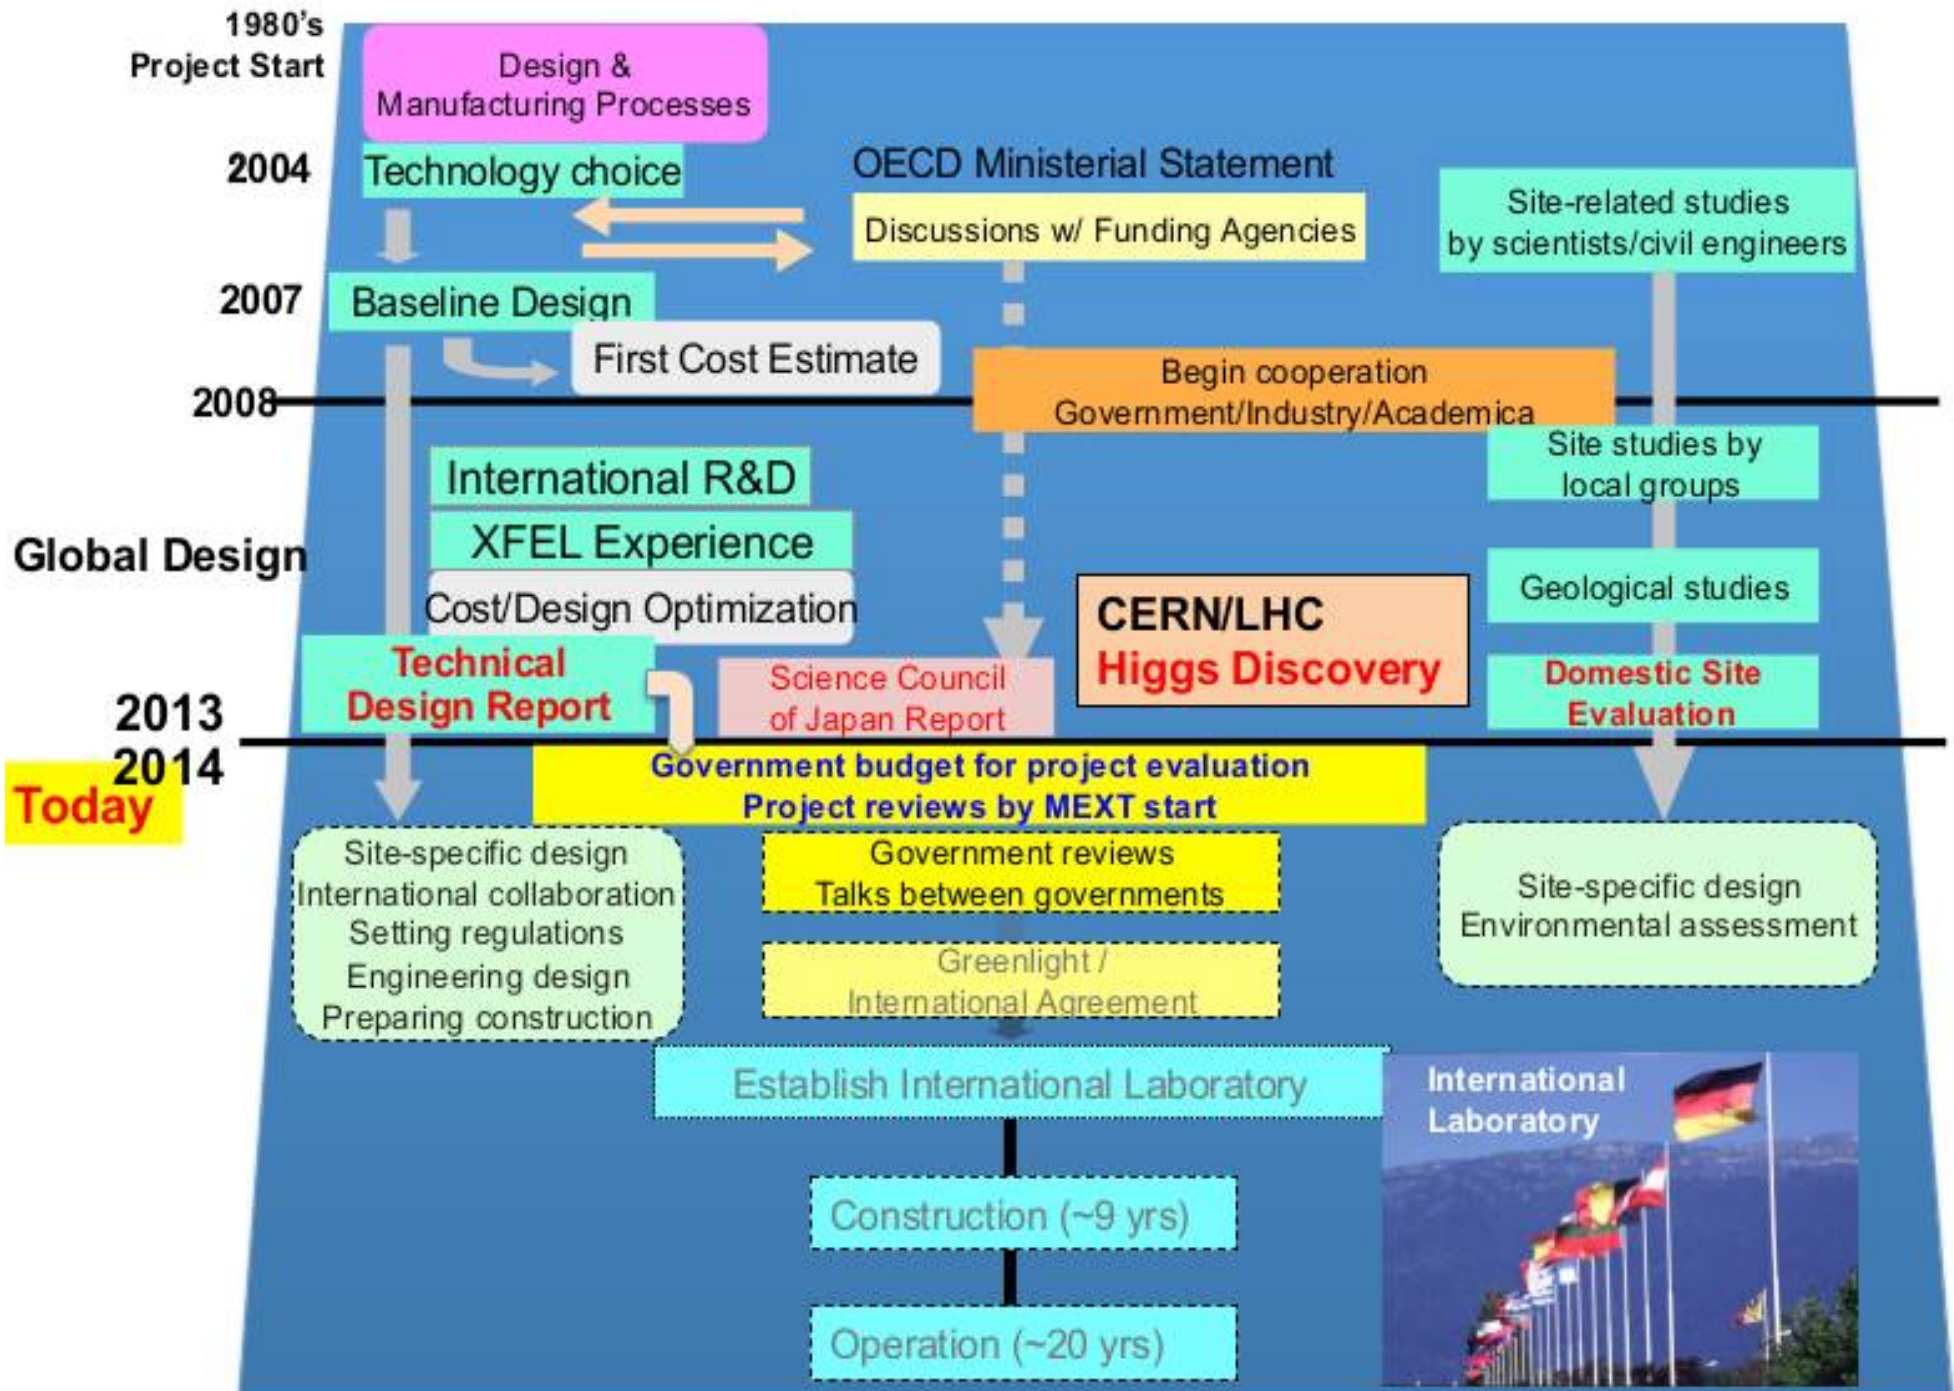 1980's
Project Start
Design &
Manufacturing Processes
2004
Technology choice
OECD Ministerial Statement
Discussions w/ Funding Agencies
Site-related studies
by scientists/civil engineers
2007
Baseline Design
First Cost Estimate
2008
Begin cooperation
Government/Industry/Academica
Site studies by
local groups
International R&D
XFEL Experience
Cost/Design Optimization
Global Design
Geological studies
CERN/LHC
Higgs Discovery
Technical
Design Report
Science Council
of Japan Report
Domestic Site
Evaluation
2013
2014
Today
Government budget for project evaluation
Project reviews by MEXT start
Site-specific design
International collaboration
Setting regulations
Engineering design
Preparing construction
Government reviews
Talks between governments
Greenlight /
International Agreement
Site-specific design
Environmental assessment
Establish International Laboratory
International
Laboratory
Construction (~9 yrs)
Operation (~20 yrs)